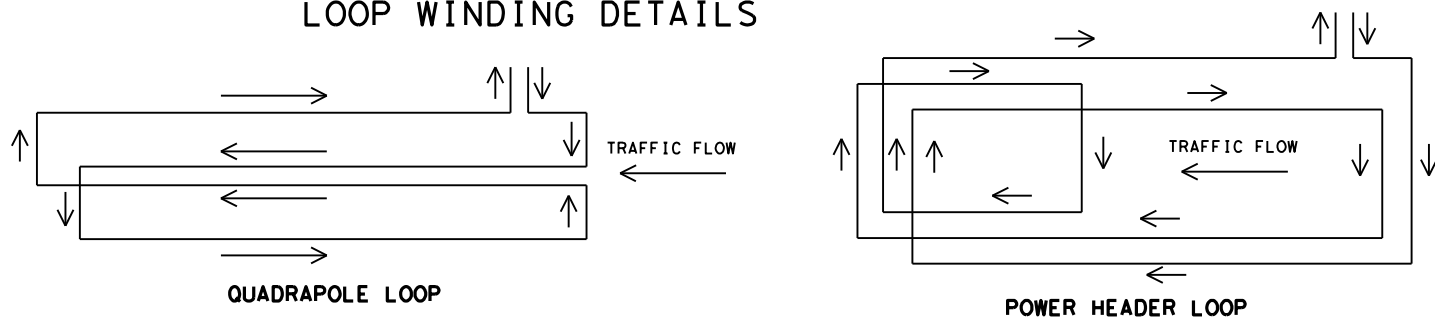 LOOP WINDING DETAILS
TRAFFIC FLOW
QUADRAPOLE LOOP
TRAFFIC FLOW
POWER HEADER LOOP